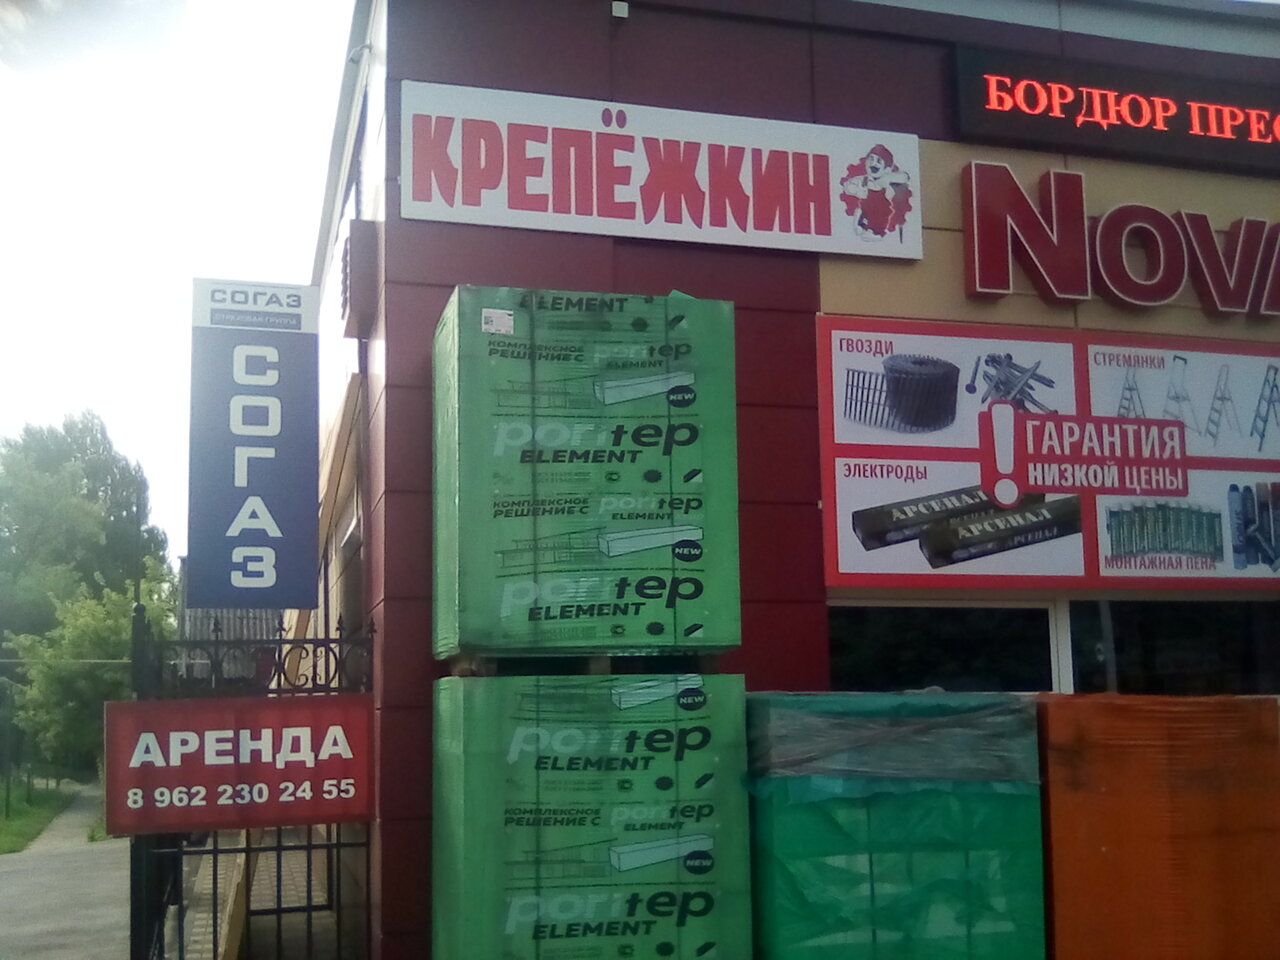 БОРДЮР
КРЕПЁЖКИН
NOVA
СОГАЗ
СТРАХОВАЯ ГРУППА
СОГАЗ
ELEMENT
КОМПЛЕКСНОЕ
РЕШЕНИЕ С
poritep
ELEMENT
NEW
poritep
ELEMENT
КОМПЛЕКСНОЕ
РЕШЕНИЕ С
poritep
ELEMENT
NEW
poritep
ELEMENT
ГВОЗДИ
СТРЕМЯНКИ
ГАРАНТИЯ
НИЗКОЙ ЦЕНЫ
ЭЛЕКТРОДЫ
АРСЕНАЛ
АРСЕНАЛ
МОНТАЖНАЯ ПЕНА
АРЕНДА
8 962 230 24 55
NEW
poritep
ELEMENT
КОМПЛЕКСНОЕ
РЕШЕНИЕ С
poritep
ELEMENT
NEW
poritep
ELEMENT